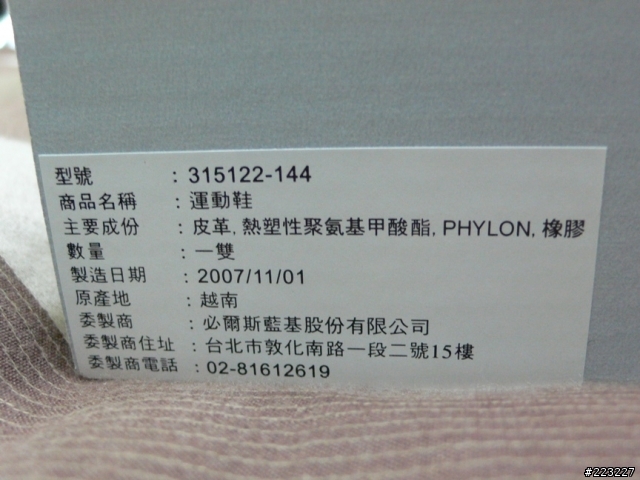 型號 : 315122-144
商品名稱 : 運動鞋
主要成份 : 皮革, 熱塑性聚氨基甲酸酯, PHYLON, 橡膠
數量 : 一雙
製造日期 : 2007/11/01
原產地 : 越南
委製商 : 必爾斯藍基股份有限公司
委製商住址 : 台北市敦化南路一段二號15樓
委製商電話 : 02-81612619
#223227